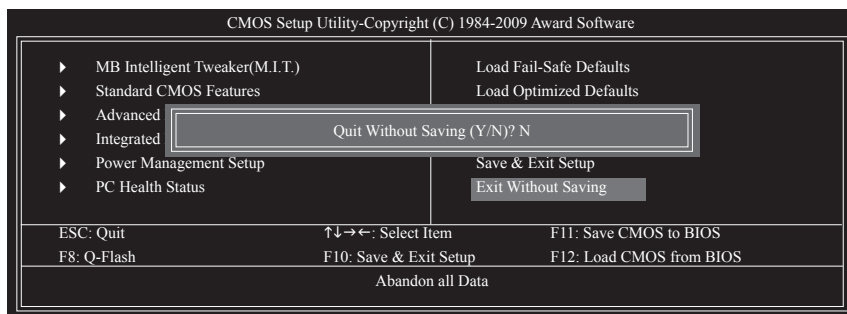 CMOS Setup Utility-Copyright (C) 1984-2009 Award Software
MB Intelligent Tweaker(M.I.T.)
Standard CMOS Features
Advanced
Integrated
Power Management Setup
PC Health Status
Load Fail-Safe Defaults
Load Optimized Defaults
Quit Without Saving (Y/N)? N
Save & Exit Setup
Exit Without Saving
ESC: Quit ↑↓→←: Select Item F11: Save CMOS to BIOS
F8: Q-Flash F10: Save & Exit Setup F12: Load CMOS from BIOS
Abandon all Data